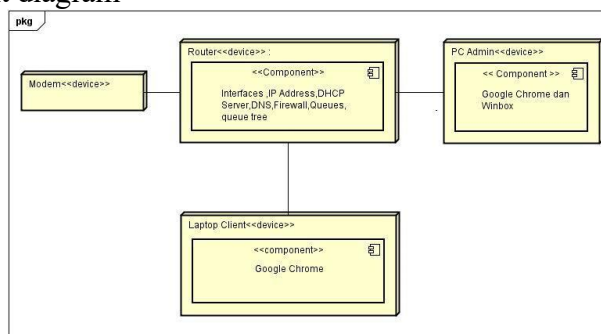 t diagram
pkg
Router<<device>> :
<<Component>>
Interfaces ,IP Address,DHCP
Server,DNS,Firewall,Queues,
queue tree
Modem<<device>>
PC Admin<<device>>
<< Component >>
Google Chrome dan
Winbox
Laptop Client<<device>>
<<component>>
Google Chrome